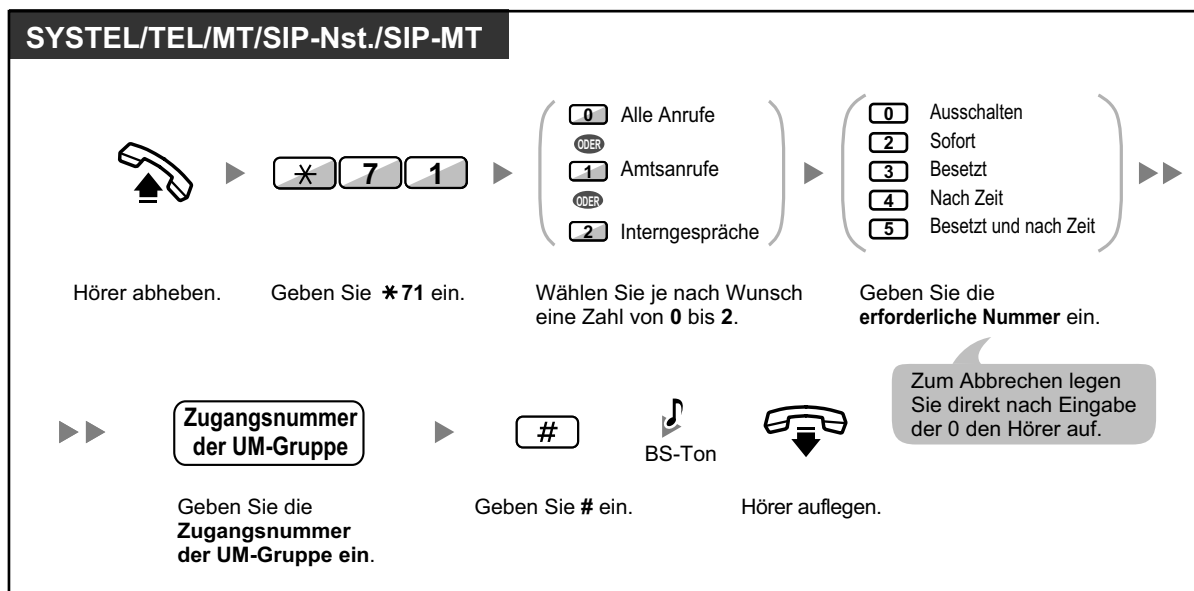 SYSTEL/TEL/MT/SIP-Nst./SIP-MT
Hörer abheben.
* 7 1
Geben Sie *71 ein.
0 Alle Anrufe
ODER
1 Amtsanrufe
ODER
2 Interngespräche
Wählen Sie je nach Wunsch
eine Zahl von 0 bis 2.
0 Ausschalten
2 Sofort
3 Besetzt
4 Nach Zeit
5 Besetzt und nach Zeit
Geben Sie die
erforderliche Nummer ein.
Zum Abbrechen legen
Sie direkt nach Eingabe
der 0 den Hörer auf.
Zugangsnummer
der UM-Gruppe
Geben Sie die
Zugangsnummer
der UM-Gruppe ein.
#
Geben Sie # ein.
BS-Ton
Hörer auflegen.